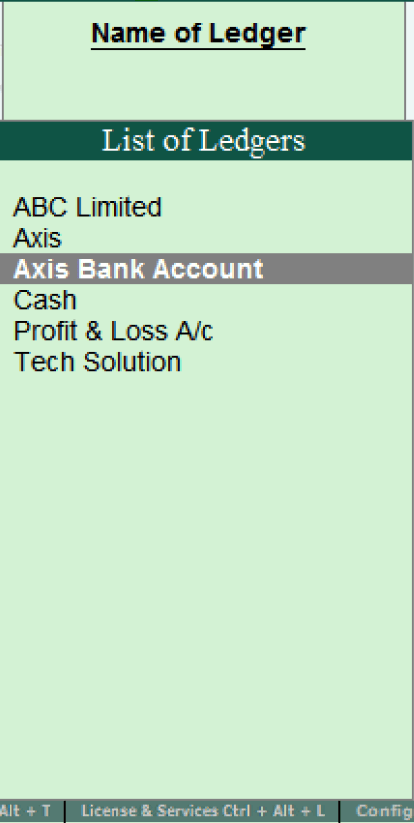 Name of Ledger
List of Ledgers
ABC Limited
Axis
Axis Bank Account
Cash
Profit & Loss A/c
Tech Solution
Alt + T | License & Services Ctrl + Alt + L | Config